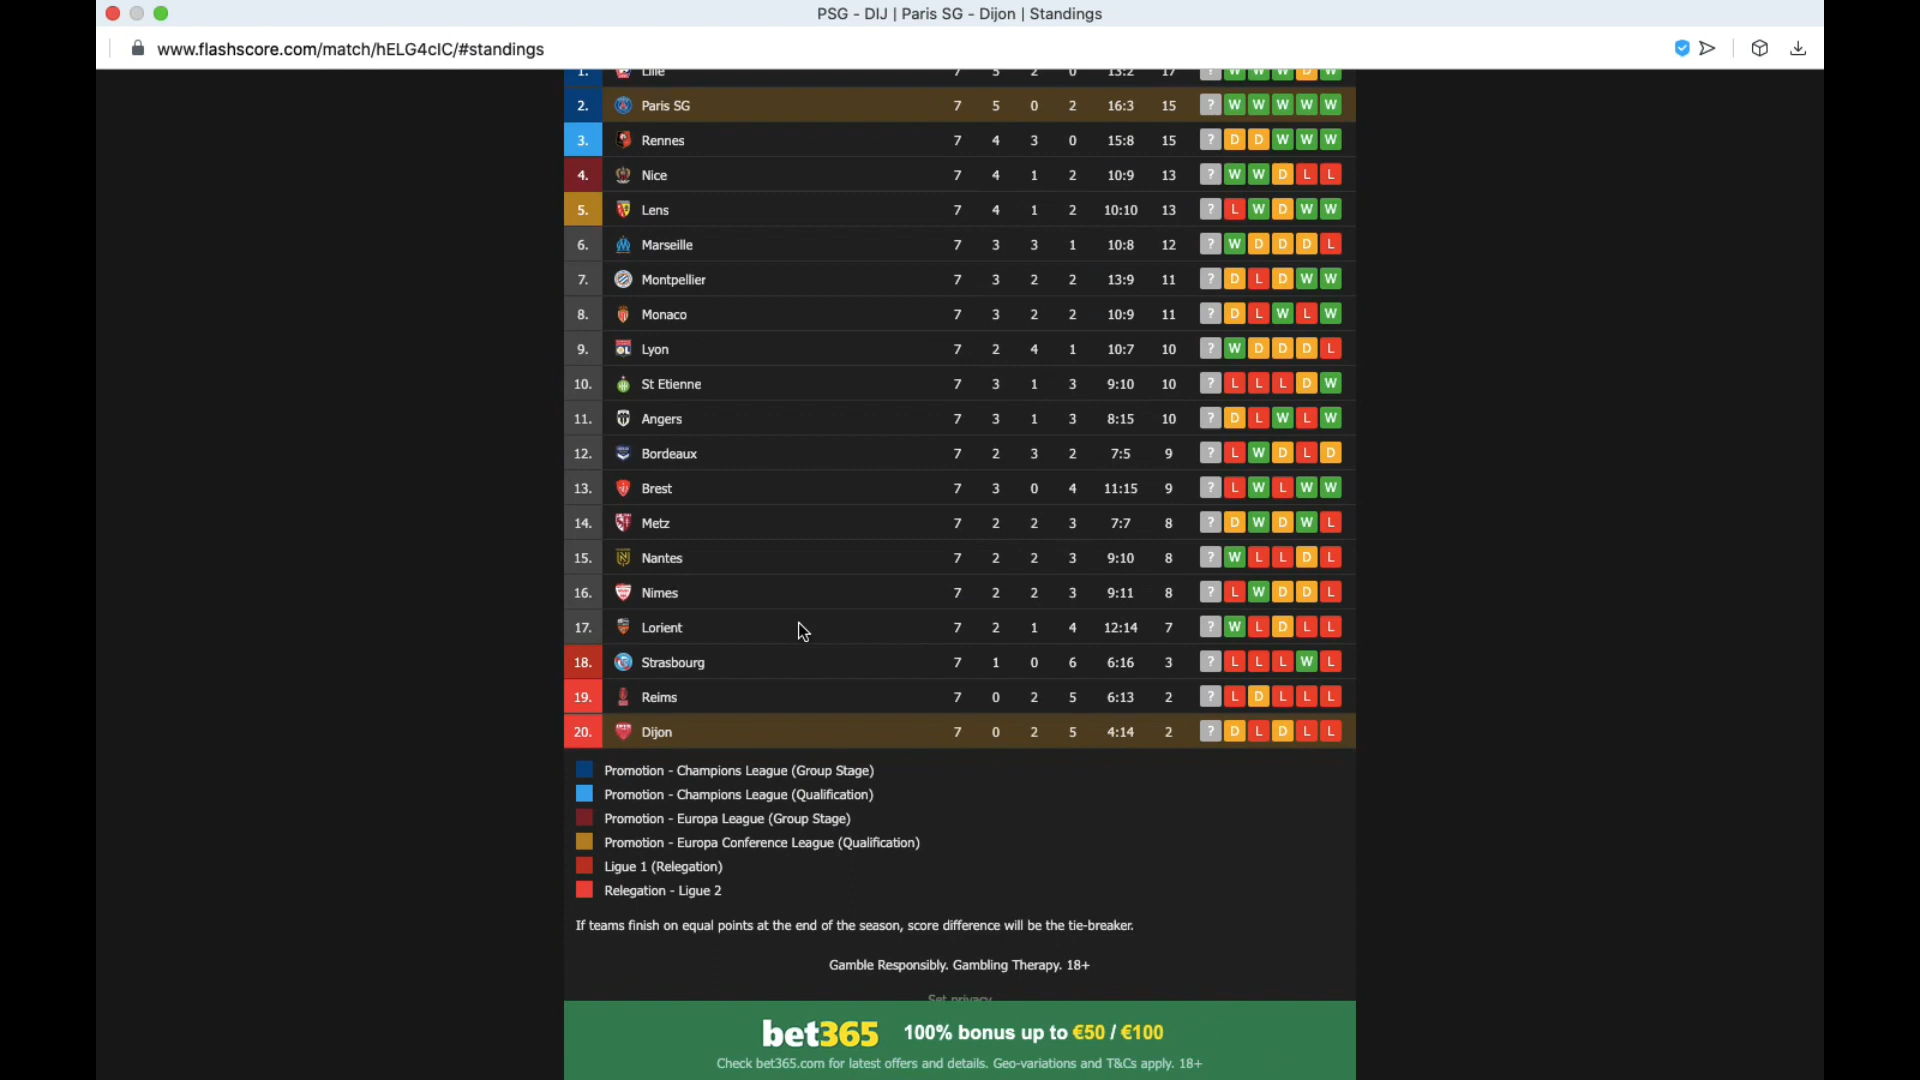 PSG - DIJ | Paris SG - Dijon | Standings
www.flashscore.com/match/hELG4cIC/#standings
1. Lille 7 5 2 0 13:2 17 ? W W W D W
2. Paris SG 7 5 0 2 16:3 15 ? W W W W W
3. Rennes 7 4 3 0 15:8 15 ? D D W W W
4. Nice 7 4 1 2 10:9 13 ? W W D L L
5. Lens 7 4 1 2 10:10 13 ? L W D W W
6. Marseille 7 3 3 1 10:8 12 ? W D D D L
7. Montpellier 7 3 2 2 13:9 11 ? D L D W W
8. Monaco 7 3 2 2 10:9 11 ? D L W L W
9. OL Lyon 7 2 4 1 10:7 10 ? W D D D L
10. St Etienne 7 3 1 3 9:10 10 ? L L L D W
11. Angers 7 3 1 3 8:15 10 ? D L W L W
12. Bordeaux 7 2 3 2 7:5 9 ? L W D L D
13. Brest 7 3 0 4 11:15 9 ? L W L W W
14. Metz 7 2 2 3 7:7 8 ? D W D W L
15. Nantes 7 2 2 3 9:10 8 ? W L L D L
16. Nimes 7 2 2 3 9:11 8 ? L W D D L
17. Lorient 7 2 1 4 12:14 7 ? W L D L L
18. Strasbourg 7 1 0 6 6:16 3 ? L L L W L
19. Reims 7 0 2 5 6:13 2 ? L D L L L
20. Dijon 7 0 2 5 4:14 2 ? D L D L L
Promotion - Champions League (Group Stage)
Promotion - Champions League (Qualification)
Promotion - Europa League (Group Stage)
Promotion - Europa Conference League (Qualification)
Ligue 1 (Relegation)
Relegation - Ligue 2
If teams finish on equal points at the end of the season, score difference will be the tie-breaker.
Gamble Responsibly. Gambling Therapy. 18+
Set privacy
bet365 100% bonus up to €50 / €100
Check bet365.com for latest offers and details. Geo-variations and T&Cs apply. 18+